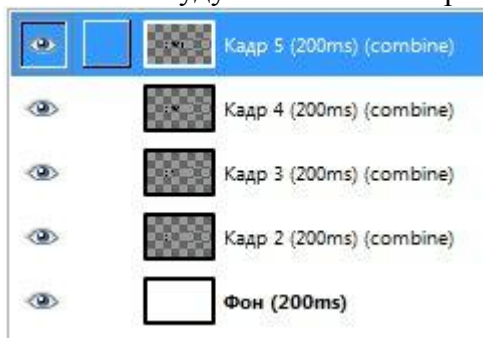 Кадр 5 (200ms) (combine)
Кадр 4 (200ms) (combine)
Кадр 3 (200ms) (combine)
Кадр 2 (200ms) (combine)
Фон (200ms)